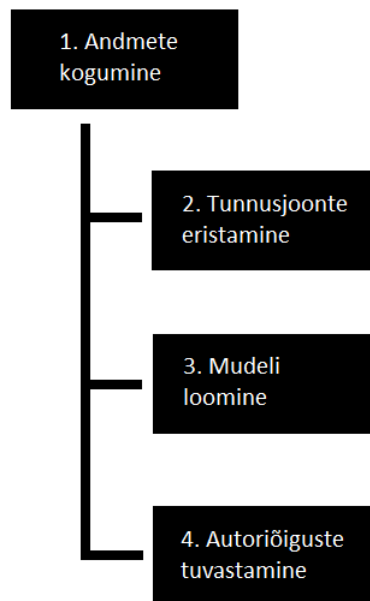 1. Andmete
kogumine
2. Tunnusjoonte
eristamine
3. Mudeli
loomine
4. Autoriõiguste
tuvastamine